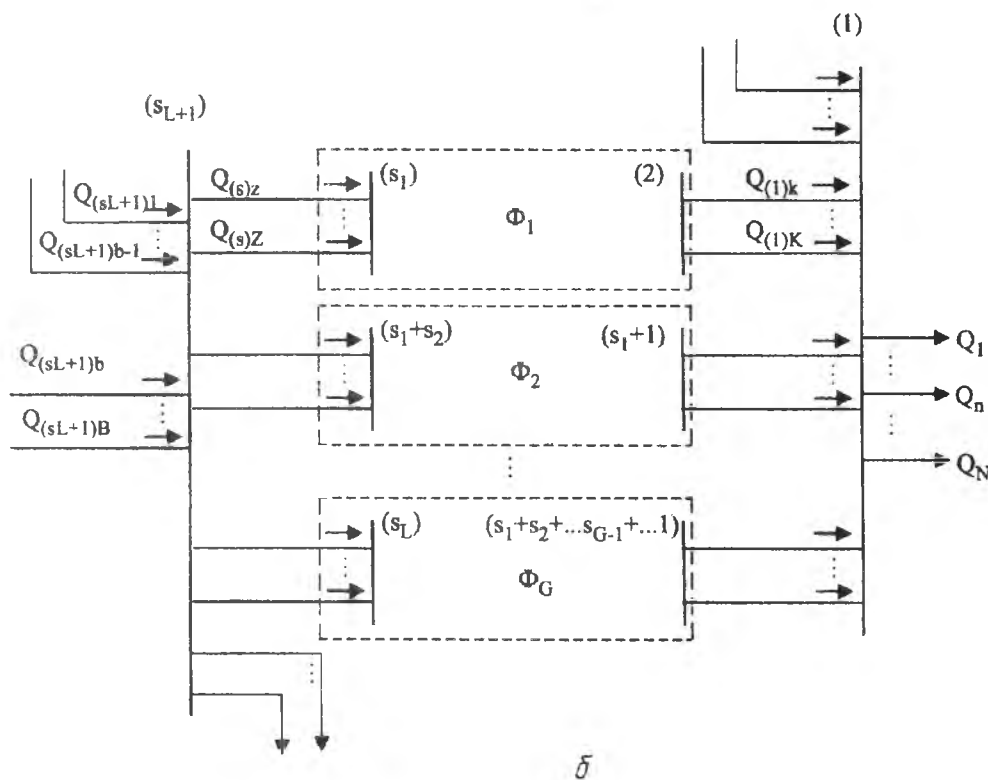 (1)
(s_{L+1})
(s_1) (2)
Q_{(sL+1)1} Q_{(s)z} Q_{(1)k}
Φ_1
Q_{(sL+1)b-1} Q_{(s)Z} Q_{(1)K}
(s_1+s_2) (s_1+1)
Q_1
Q_{(sL+1)b} Φ_2
Q_n
Q_{(sL+1)B}
Q_N
(s_L) (s_1+s_2+...s_{G-1}+...1)
Φ_G
б